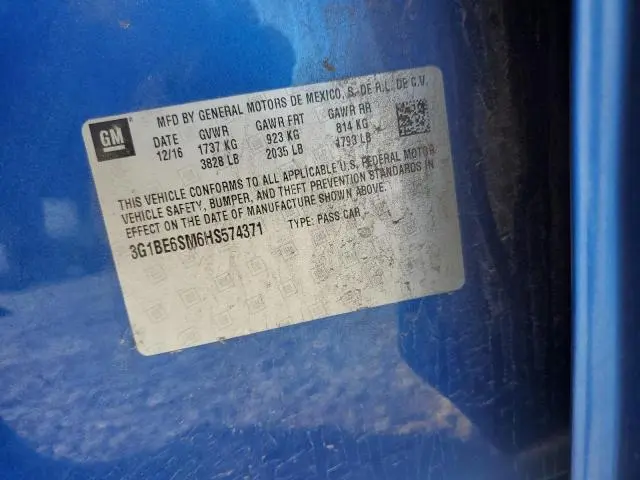 GM
MFD BY GENERAL MOTORS DE MEXICO, S. DE R.L. DE C.V.
DATE GVWR GAWR FRT GAWR RR
12/16 1737 KG 923 KG 814 KG
3828 LB 2035 LB 1793 LB
THIS VEHICLE CONFORMS TO ALL APPLICABLE U.S. FEDERAL MOTOR
VEHICLE SAFETY, BUMPER, AND THEFT PREVENTION STANDARDS IN
EFFECT ON THE DATE OF MANUFACTURE SHOWN ABOVE.
3G1BE6SM6HS574371 TYPE: PASS CAR